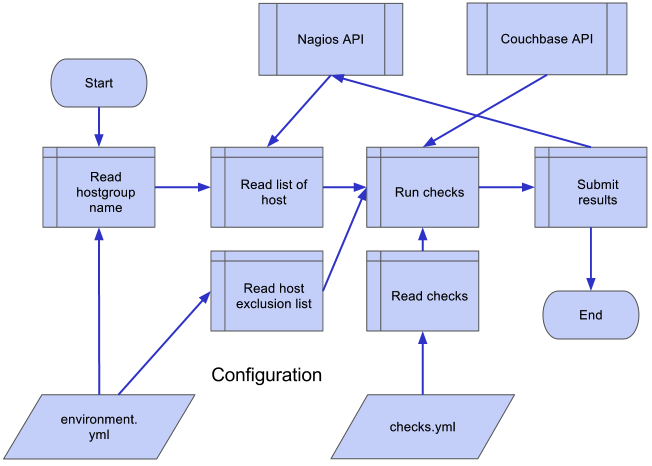 Nagios API
Couchbase API
Start
Read
hostgroup
name
Read list of
host
Run checks
Submit
results
Read host
exclusion list
Read checks
End
Configuration
environment.
yml
checks.yml